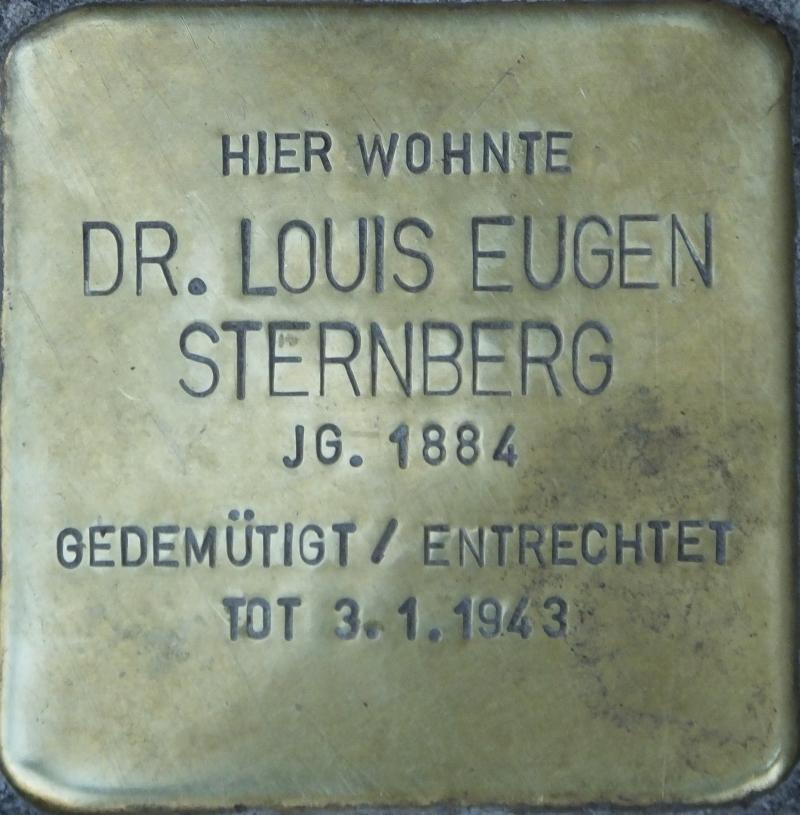 HIER WOHNTE
DR. LOUIS EUGEN
STERNBERG
JG. 1884
GEDEMÜTIGT / ENTRECHTET
TOT 3.1.1943